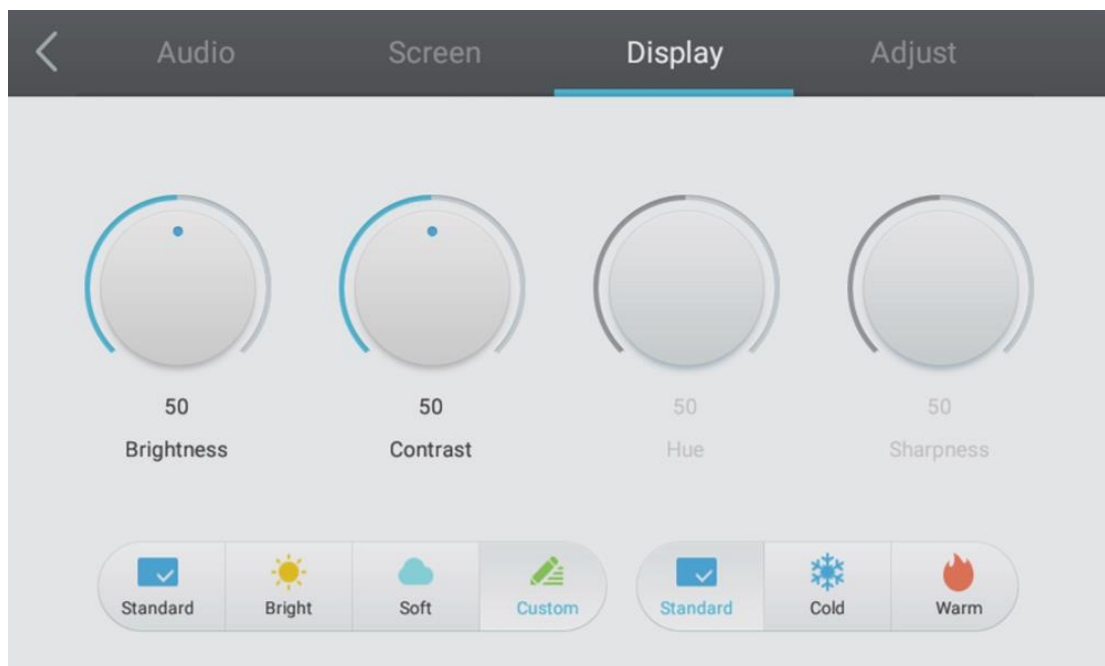 Audio Screen Display Adjust
50 50 50 50
Brightness Contrast Hue Sharpness
Standard Bright Soft Custom Standard Cold Warm